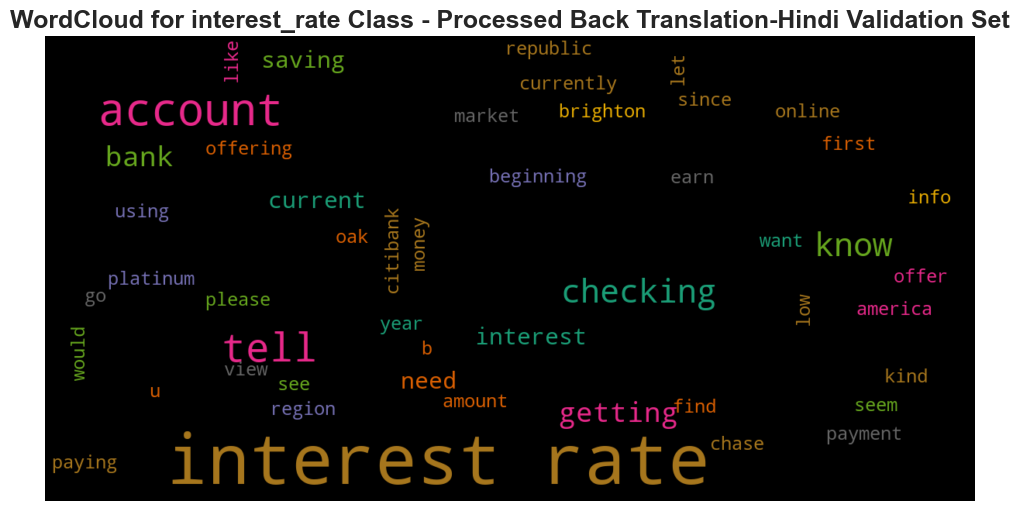 WordCloud for interest_rate Class - Processed Back Translation-Hindi Validation Set
like
saving
republic
let
currently
account
market
brighton
since
online
bank
offering
first
beginning
earn
using
current
info
oak
citibank
money
want
know
platinum
offer
go
please
checking
low
america
would
year
interest
tell
b
view
need
kind
u
see
region
amount
getting
find
seem
payment
chase
paying
interest rate